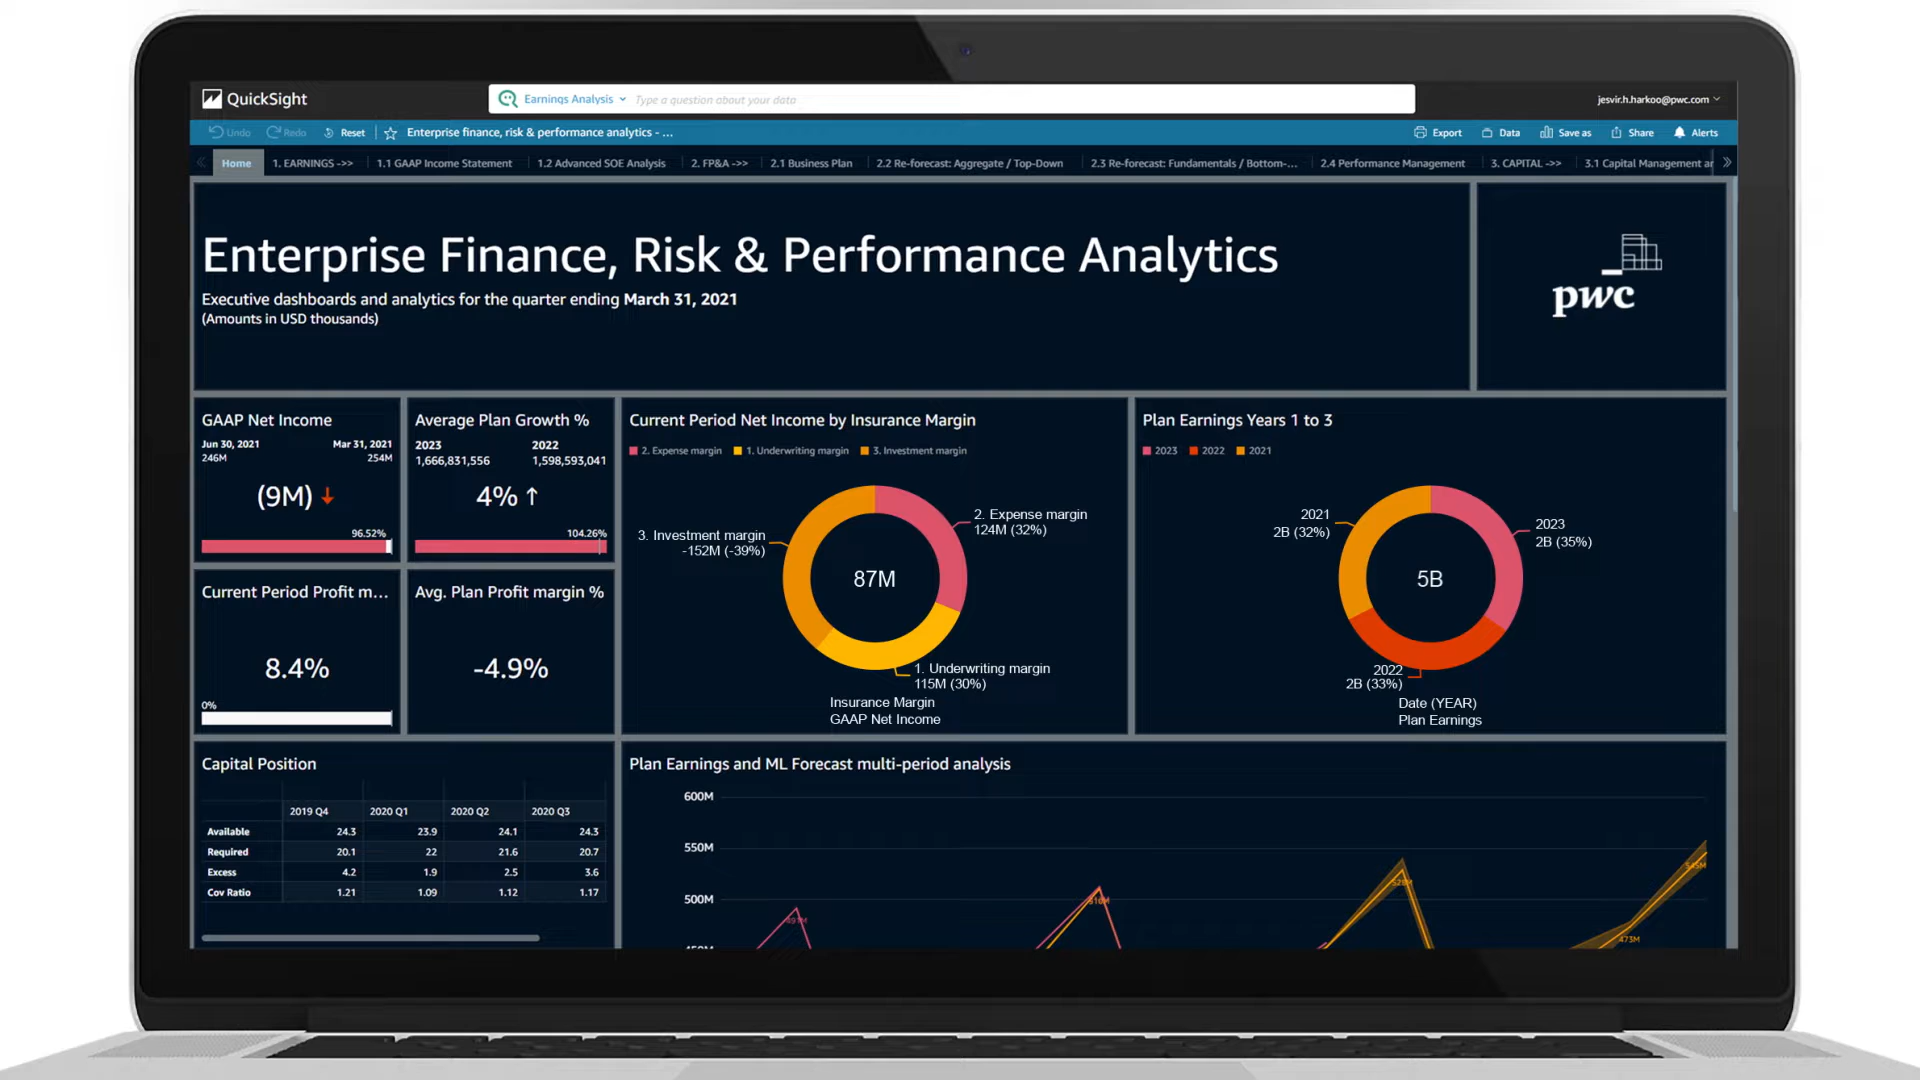 QuickSight
Earnings Analysis
Type a question about your data
jesvir.h.harkoo@pwc.com
Undo
Redo
Reset
Enterprise finance, risk & performance analytics - ...
Export
Data
Save as
Share
Alerts
Home
1. EARNINGS ->>
1.1 GAAP Income Statement
1.2 Advanced SOE Analysis
2. FP&A ->>
2.1 Business Plan
2.2 Re-forecast: Aggregate / Top-Down
2.3 Re-forecast: Fundamentals / Bottom-...
2.4 Performance Management
3. CAPITAL ->>
3.1 Capital Management ar
Enterprise Finance, Risk & Performance Analytics
Executive dashboards and analytics for the quarter ending March 31, 2021
(Amounts in USD thousands)
pwc
GAAP Net Income
Jun 30, 2021 Mar 31, 2021
246M 254M
(9M)
96.52%
Average Plan Growth %
2023 2022
1,666,831,556 1,598,593,041
4%
104.26%
Current Period Net Income by Insurance Margin
2. Expense margin 1. Underwriting margin 3. Investment margin
2. Expense margin
124M (32%)
3. Investment margin
-152M (-39%)
87M
1. Underwriting margin
115M (30%)
Insurance Margin
GAAP Net Income
Plan Earnings Years 1 to 3
2023 2022 2021
2021
2B (32%)
2023
2B (35%)
5B
2022
2B (33%)
Date (YEAR)
Plan Earnings
Current Period Profit m...
8.4%
0%
Avg. Plan Profit margin %
-4.9%
Capital Position
2019 Q4 2020 Q1 2020 Q2 2020 Q3
Available 24.3 23.9 24.1 24.3
Required 20.1 22 21.6 20.7
Excess 4.2 1.9 2.5 3.6
Cov Ratio 1.21 1.09 1.12 1.17
Plan Earnings and ML Forecast multi-period analysis
600M
550M
500M
450M
491M
516M
528M
473M